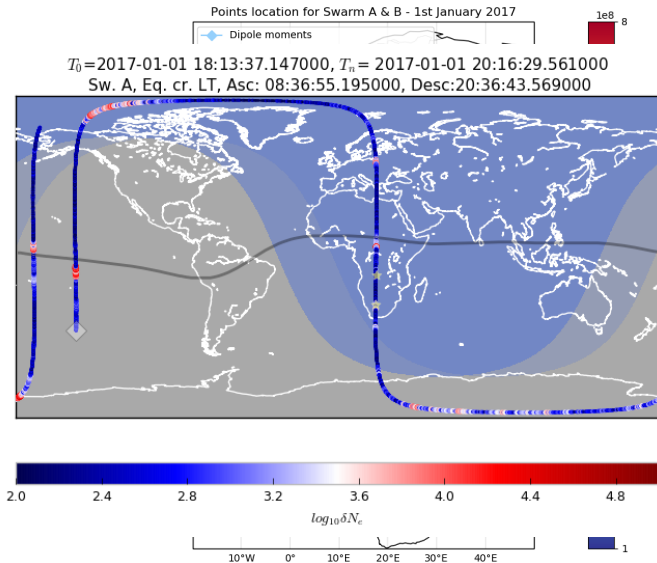 Points location for Swarm A & B - 1st January 2017
1e8
8
Dipole moments
T₀=2017-01-01 18:13:37.147000, Tₙ= 2017-01-01 20:16:29.561000
Sw. A, Eq. cr. LT, Asc: 08:36:55.195000, Desc:20:36:43.569000
2.0 2.4 2.8 3.2 3.6 4.0 4.4 4.8
log₁₀δNₑ
1
10°W 0° 10°E 20°E 30°E 40°E